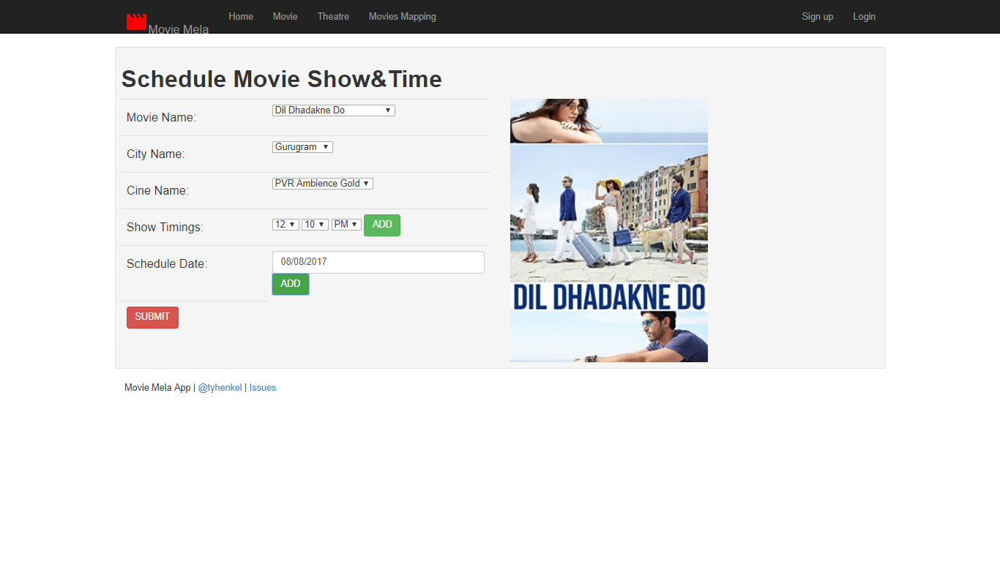 Movie Mela Home Movie Theatre Movies Mapping Sign up Login
Schedule Movie Show&Time
Movie Name: Dil Dhadakne Do
City Name: Gurugram
Cine Name: PVR Ambience Gold
Show Timings: 12 10 PM ADD
Schedule Date: 08/08/2017
ADD
SUBMIT
DIL DHADAKNE DO
Movie Mela App | @tyhenkel | Issues